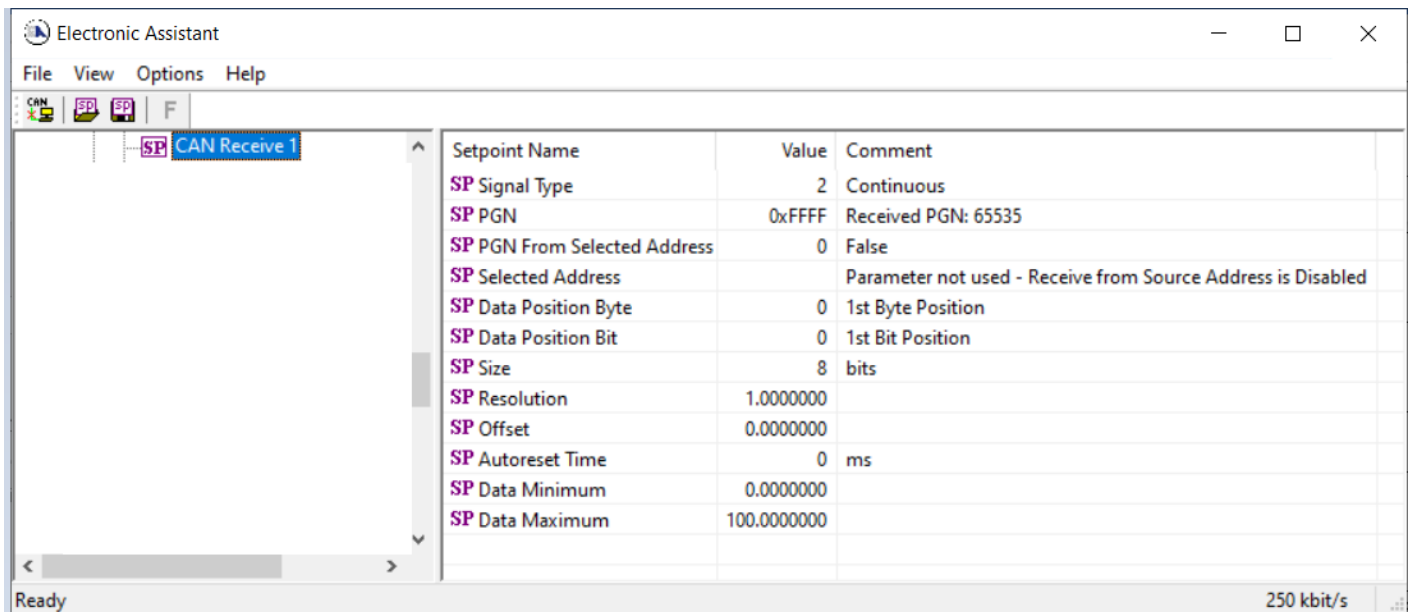 Electronic Assistant
File View Options Help
CAN SP SP F
SP CAN Receive 1
Setpoint Name Value Comment
SP Signal Type 2 Continuous
SP PGN 0xFFFF Received PGN: 65535
SP PGN From Selected Address 0 False
SP Selected Address Parameter not used - Receive from Source Address is Disabled
SP Data Position Byte 0 1st Byte Position
SP Data Position Bit 0 1st Bit Position
SP Size 8 bits
SP Resolution 1.0000000
SP Offset 0.0000000
SP Autoreset Time 0 ms
SP Data Minimum 0.0000000
SP Data Maximum 100.0000000
Ready 250 kbit/s